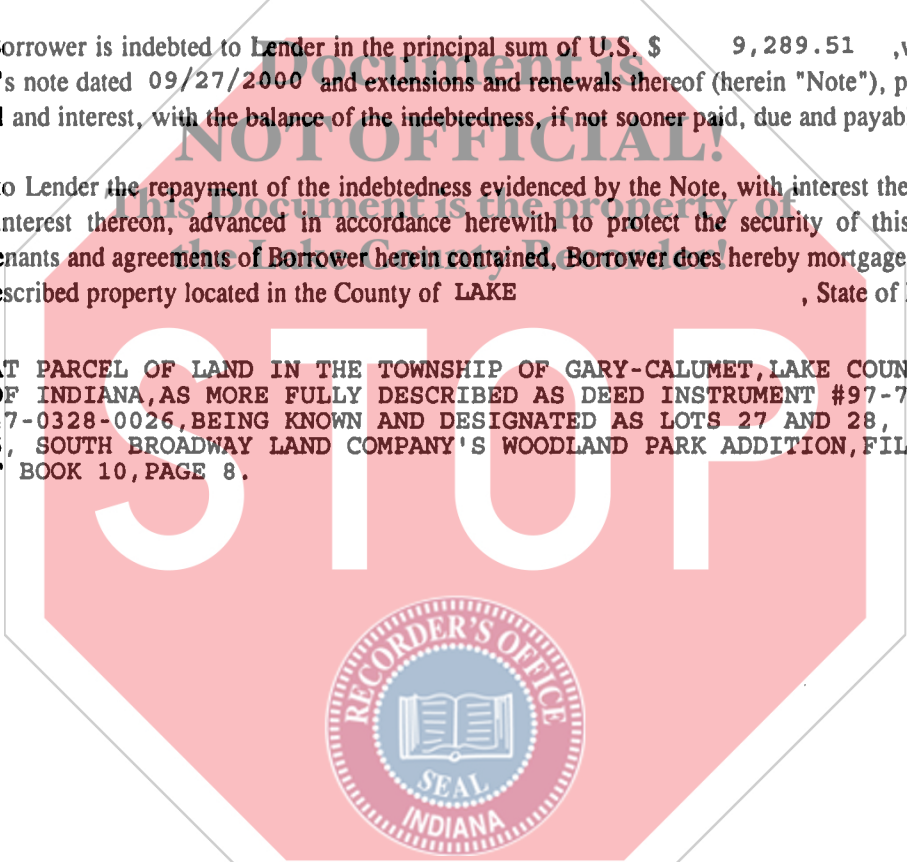 orrower is indebted to Lender in the principal sum of U.S. $ 9,289.51 ,
's note dated 09/27/2000 and extensions and renewals thereof (herein "Note"), p
and interest, with the balance of the indebtedness, if not sooner paid, due and payab
o Lender the repayment of the indebtedness evidenced by the Note, with interest the
nterest thereon, advanced in accordance herewith to protect the security of this
enants and agreements of Borrower herein contained, Borrower does hereby mortgage
scribed property located in the County of LAKE , State of
AT PARCEL OF LAND IN THE TOWNSHIP OF GARY-CALUMET,LAKE COUN
OF INDIANA,AS MORE FULLY DESCRIBED AS DEED INSTRUMENT #97-7
7-0328-0026,BEING KNOWN AND DESIGNATED AS LOTS 27 AND 28,
, SOUTH BROADWAY LAND COMPANY'S WOODLAND PARK ADDITION,FIL
BOOK 10,PAGE 8.
Document is
NOT OFFICIAL!
This Document is the property of
the Lake County Recorder!
STOP
RECORDER'S OFFICE
SEAL
INDIANA